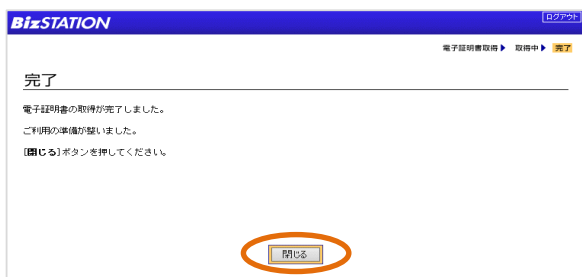 BizSTATION
ログアウト
電子証明書取得▶ 取得中▶ 完了
完了
電子証明書の取得が完了しました。
ご利用の準備が整いました。
[閉じる]ボタンを押してください。
閉じる